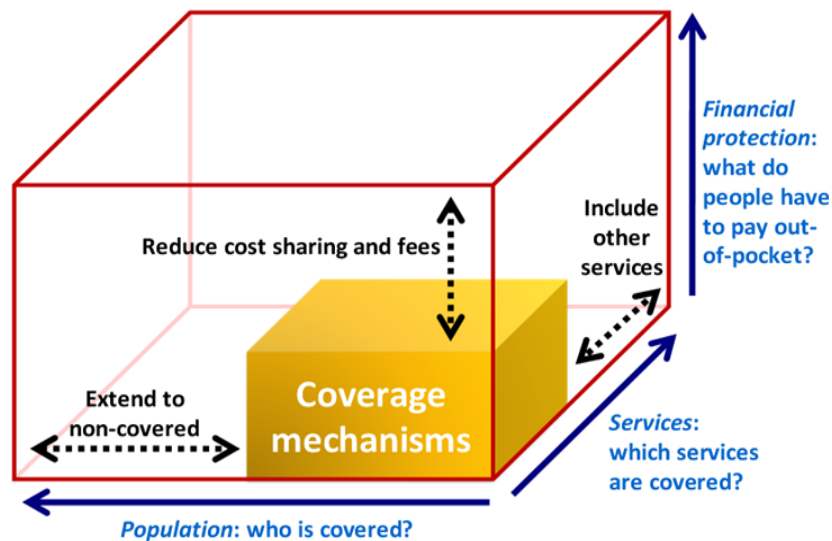 Financial
protection:
what do
people have
to pay out-
of-pocket?
Include
other
services
Reduce cost sharing and fees
Extend to
non-covered
Coverage
mechanisms
Services:
which services
are covered?
Population: who is covered?